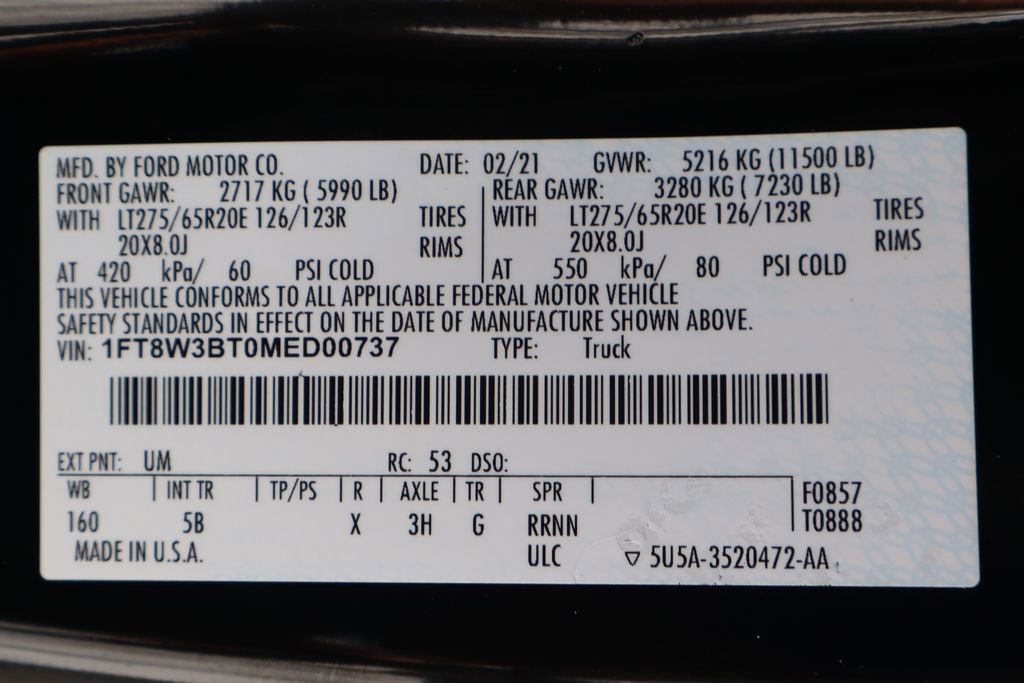 MFD. BY FORD MOTOR CO. DATE: 02/21 GVWR: 5216 KG (11500 LB)
FRONT GAWR: 2717 KG ( 5990 LB) REAR GAWR: 3280 KG ( 7230 LB)
WITH LT275/65R20E 126/123R TIRES WITH LT275/65R20E 126/123R TIRES
20X8.0J RIMS 20X8.0J RIMS
AT 420 kPa/ 60 PSI COLD AT 550 kPa/ 80 PSI COLD
THIS VEHICLE CONFORMS TO ALL APPLICABLE FEDERAL MOTOR VEHICLE
SAFETY STANDARDS IN EFFECT ON THE DATE OF MANUFACTURE SHOWN ABOVE.
VIN: 1FT8W3BT0MED00737 TYPE: Truck
EXT PNT: UM RC: 53 DSO:
WB INT TR TP/PS R AXLE TR SPR F0857
160 5B X 3H G RRNN T0888
MADE IN U.S.A. ULC ▽ 5U5A-3520472-AA